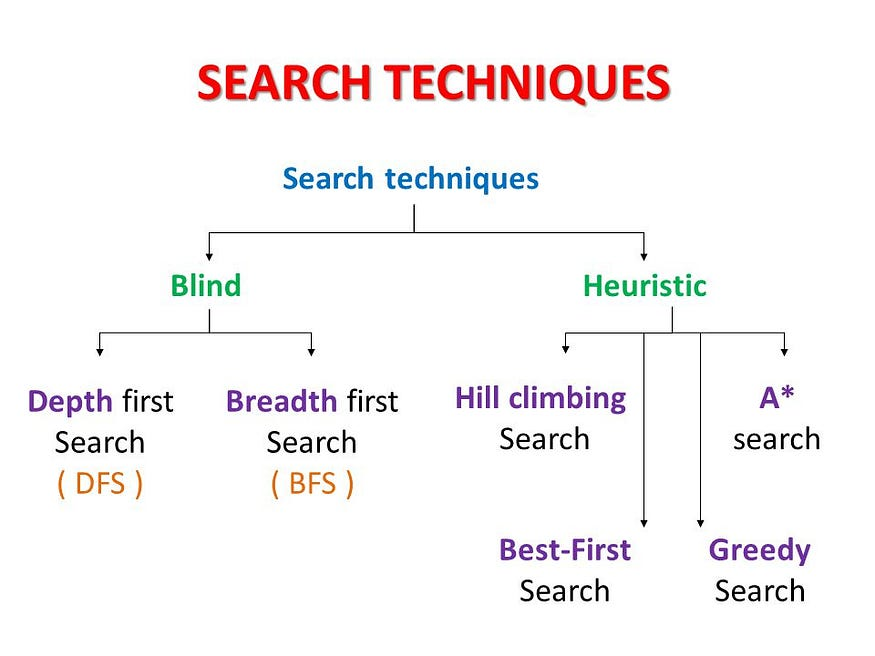 SEARCH TECHNIQUES
Search techniques
Blind
Heuristic
Depth first
Search
( DFS )
Breadth first
Search
( BFS )
Hill climbing
Search
A*
search
Best-First
Search
Greedy
Search